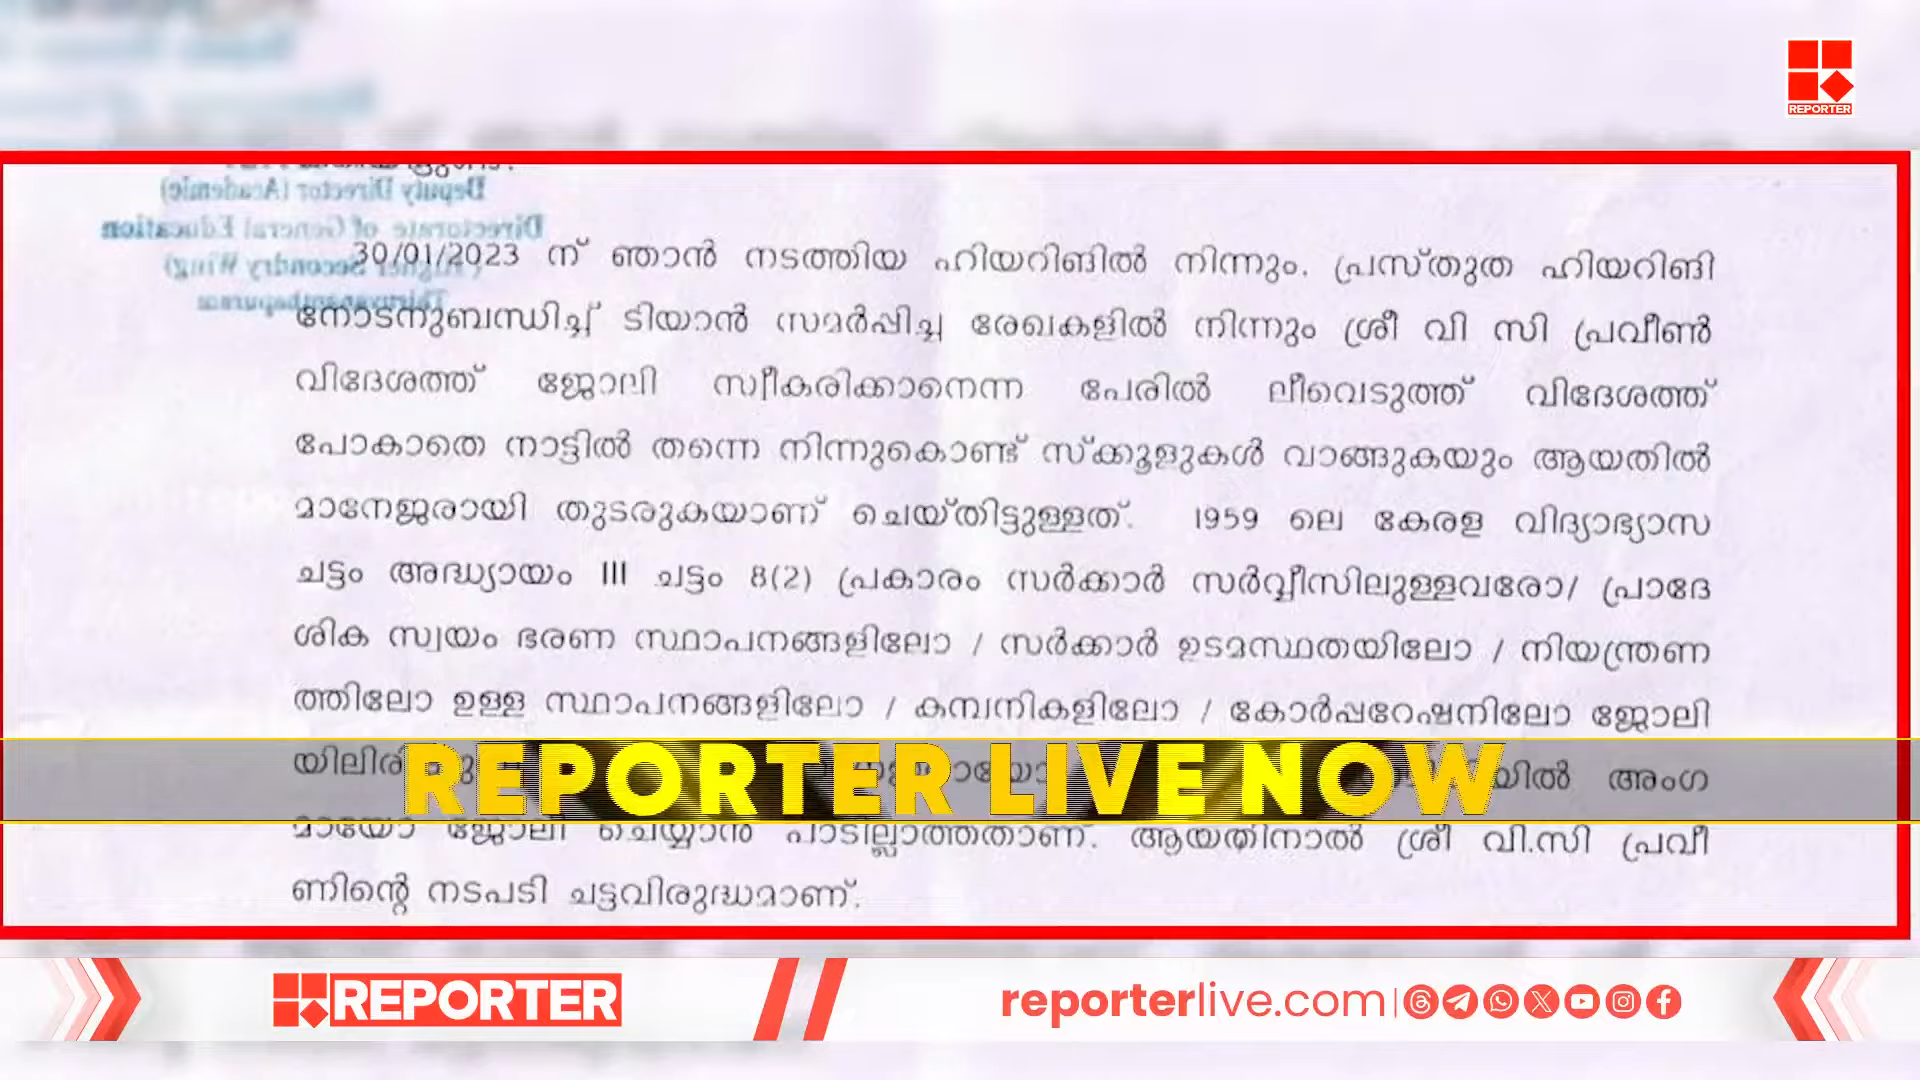 REPORTER
30/01/2023 ന് ഞാൻ നടത്തിയ ഹിയറിങിൽ നിന്നും. പ്രസ്തുത ഹിയറിങി
നോടനുബന്ധിച്ച് ടിയാൻ സമർപ്പിച്ച രേഖകളിൽ നിന്നും ശ്രീ വി സി പ്രവീൺ
വിദേശത്ത് ജോലി സ്വീകരിക്കാനെന്ന പേരിൽ ലീവെടുത്ത് വിദേശത്ത്
പോകാതെ നാട്ടിൽ തന്നെ നിന്നുകൊണ്ട് സ്ക്കൂളുകൾ വാങ്ങുകയും ആയതിൽ
മാനേജരായി തുടരുകയാണ് ചെയ്തിട്ടുള്ളത്. 1959 ലെ കേരള വിദ്യാഭ്യാസ
ചട്ടം അദ്ധ്യായം III ചട്ടം 8(2) പ്രകാരം സർക്കാർ സർവ്വീസിലുള്ളവരോ/ പ്രാദേ
ശിക സ്വയം ഭരണ സ്ഥാപനങ്ങളിലോ / സർക്കാർ ഉടമസ്ഥതയിലോ / നിയന്ത്രണ
ത്തിലോ ഉള്ള സ്ഥാപനങ്ങളിലോ / കമ്പനികളിലോ / കോർപ്പറേഷനിലോ ജോലി
അംഗ
REPORTER LIVE NOW
മായോ ജോലി ചെയ്യാൻ പാടില്ലാത്തതാണ്. ആയതിനാൽ ശ്രീ വി.സി പ്രവീ
ണിന്റെ നടപടി ചട്ടവിരുദ്ധമാണ്.
REPORTER
reporterlive.com